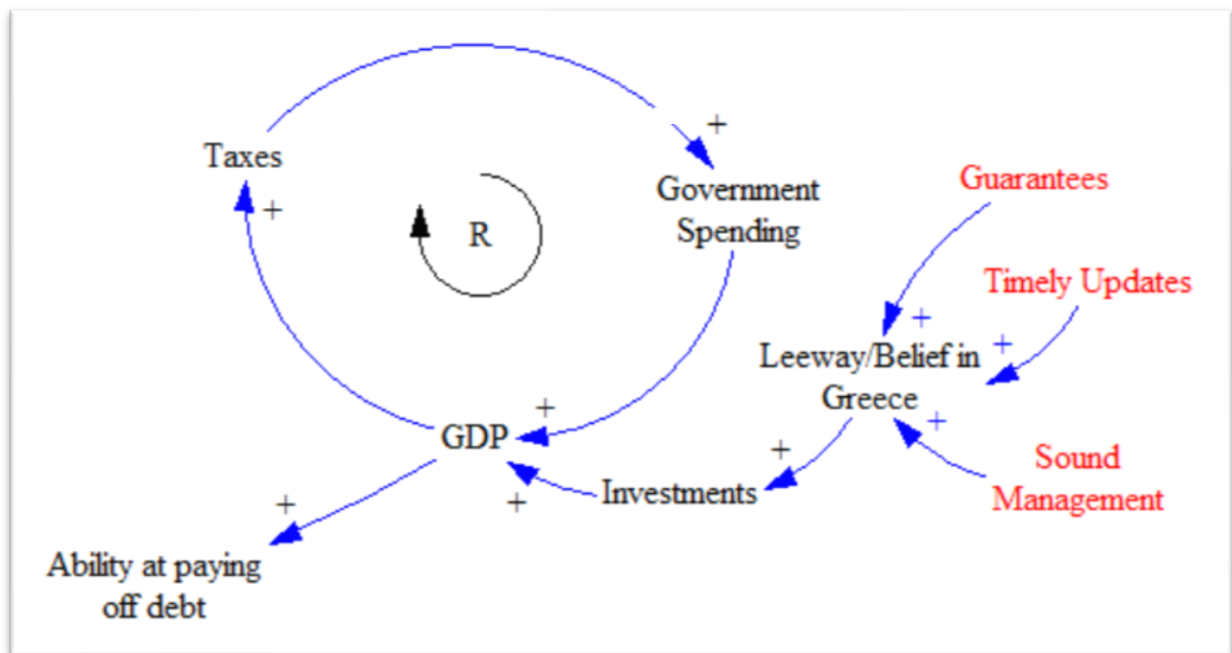 Taxes
+
+
R
Government
Spending
+
GDP
+
Ability at paying
off debt
+
Investments
+
Leeway/Belief in
Greece
+
Guarantees
+
Timely Updates
+
Sound
Management
+